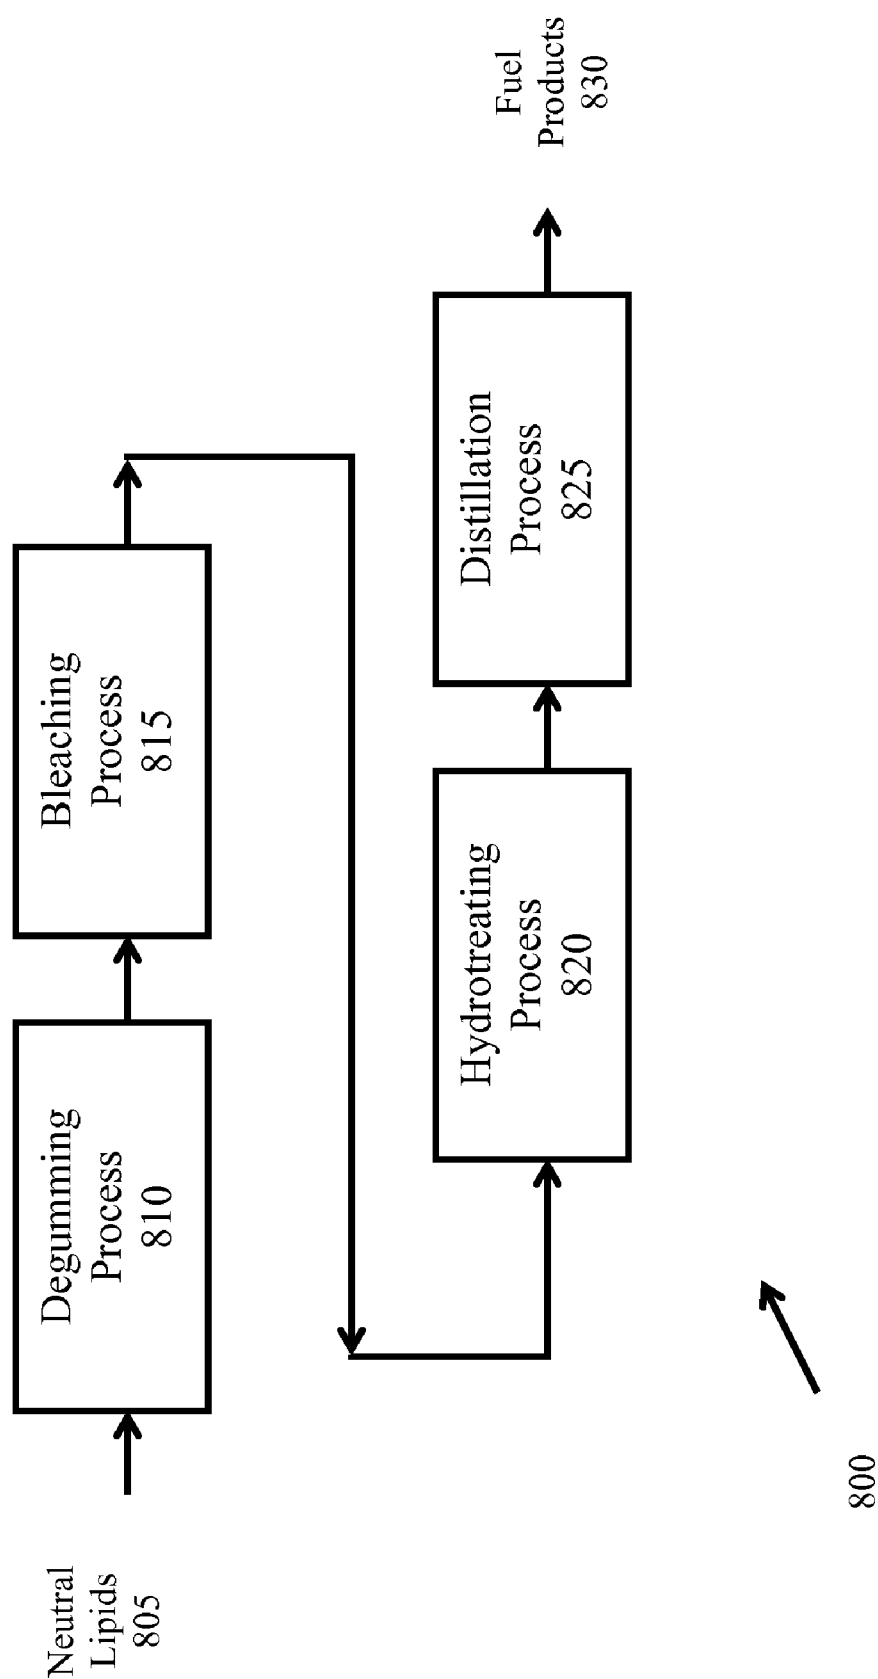 Neutral
Lipids
805
Degumming
Process
810
Bleaching
Process
815
Hydrotreating
Process
820
Distillation
Process
825
Fuel
Products
830
800